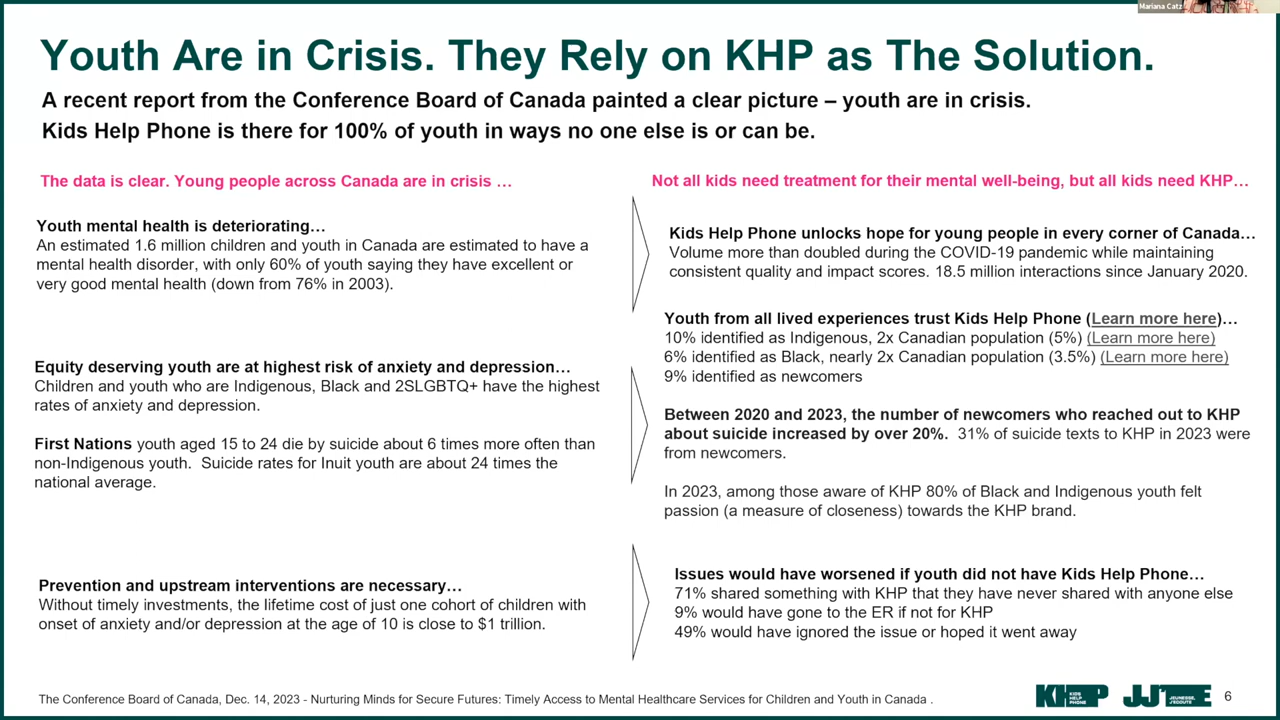 Mariana Catz
Youth Are in Crisis. They Rely on KHP as The Solution.
A recent report from the Conference Board of Canada painted a clear picture – youth are in crisis.
Kids Help Phone is there for 100% of youth in ways no one else is or can be.
The data is clear. Young people across Canada are in crisis …
Youth mental health is deteriorating…
An estimated 1.6 million children and youth in Canada are estimated to have a
mental health disorder, with only 60% of youth saying they have excellent or
very good mental health (down from 76% in 2003).
Equity deserving youth are at highest risk of anxiety and depression…
Children and youth who are Indigenous, Black and 2SLGBTQ+ have the highest
rates of anxiety and depression.
First Nations youth aged 15 to 24 die by suicide about 6 times more often than
non-Indigenous youth.  Suicide rates for Inuit youth are about 24 times the
national average.
Prevention and upstream interventions are necessary…
Without timely investments, the lifetime cost of just one cohort of children with
onset of anxiety and/or depression at the age of 10 is close to $1 trillion.
Not all kids need treatment for their mental well-being, but all kids need KHP…
Kids Help Phone unlocks hope for young people in every corner of Canada…
Volume more than doubled during the COVID-19 pandemic while maintaining
consistent quality and impact scores. 18.5 million interactions since January 2020.
Youth from all lived experiences trust Kids Help Phone (Learn more here)…
10% identified as Indigenous, 2x Canadian population (5%) (Learn more here)
6% identified as Black, nearly 2x Canadian population (3.5%) (Learn more here)
9% identified as newcomers
Between 2020 and 2023, the number of newcomers who reached out to KHP
about suicide increased by over 20%.  31% of suicide texts to KHP in 2023 were
from newcomers.
In 2023, among those aware of KHP 80% of Black and Indigenous youth felt
passion (a measure of closeness) towards the KHP brand.
Issues would have worsened if youth did not have Kids Help Phone…
71% shared something with KHP that they have never shared with anyone else
9% would have gone to the ER if not for KHP
49% would have ignored the issue or hoped it went away
The Conference Board of Canada, Dec. 14, 2023 - Nurturing Minds for Secure Futures: Timely Access to Mental Healthcare Services for Children and Youth in Canada .
KHP
KIDS
HELP
PHONE
JJE
JEUNESSE,
J'ÉCOUTE
6